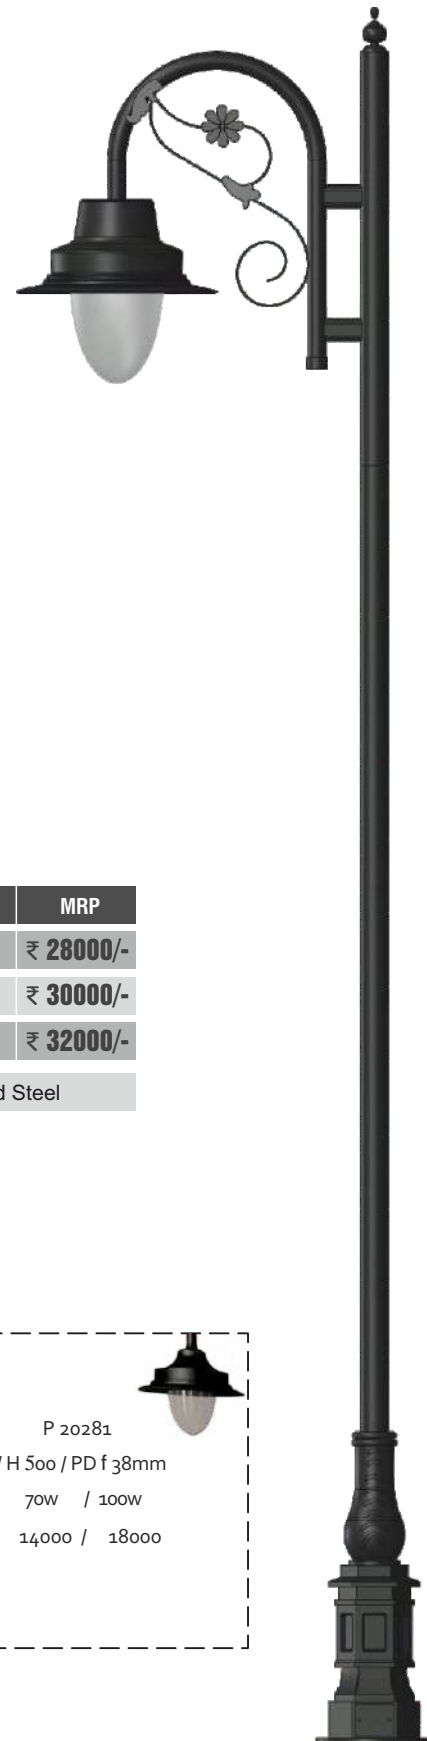 MRP
₹ 28000/-
₹ 30000/-
₹ 32000/-
d Steel
P 20281
/ H 500 / PD f 38mm
70w / 100w
14000 / 18000